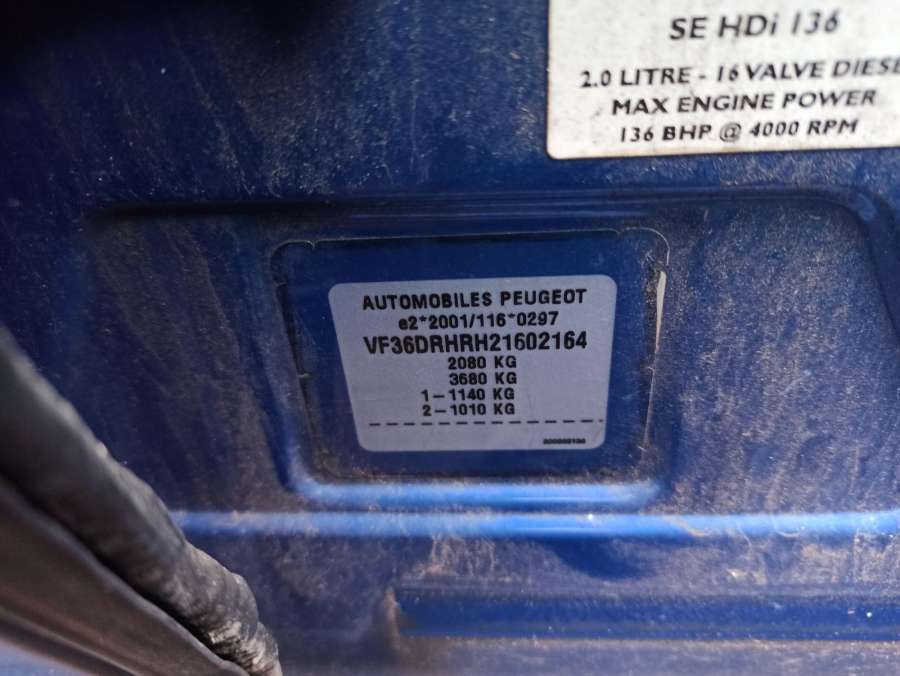 SE HDi 136
2.0 LITRE - 16 VALVE DIESEL
MAX ENGINE POWER
136 BHP @ 4000 RPM
AUTOMOBILES PEUGEOT
e2*2001/116*0297
VF36DRHRH21602164
2080 KG
3680 KG
1-1140 KG
2-1010 KG